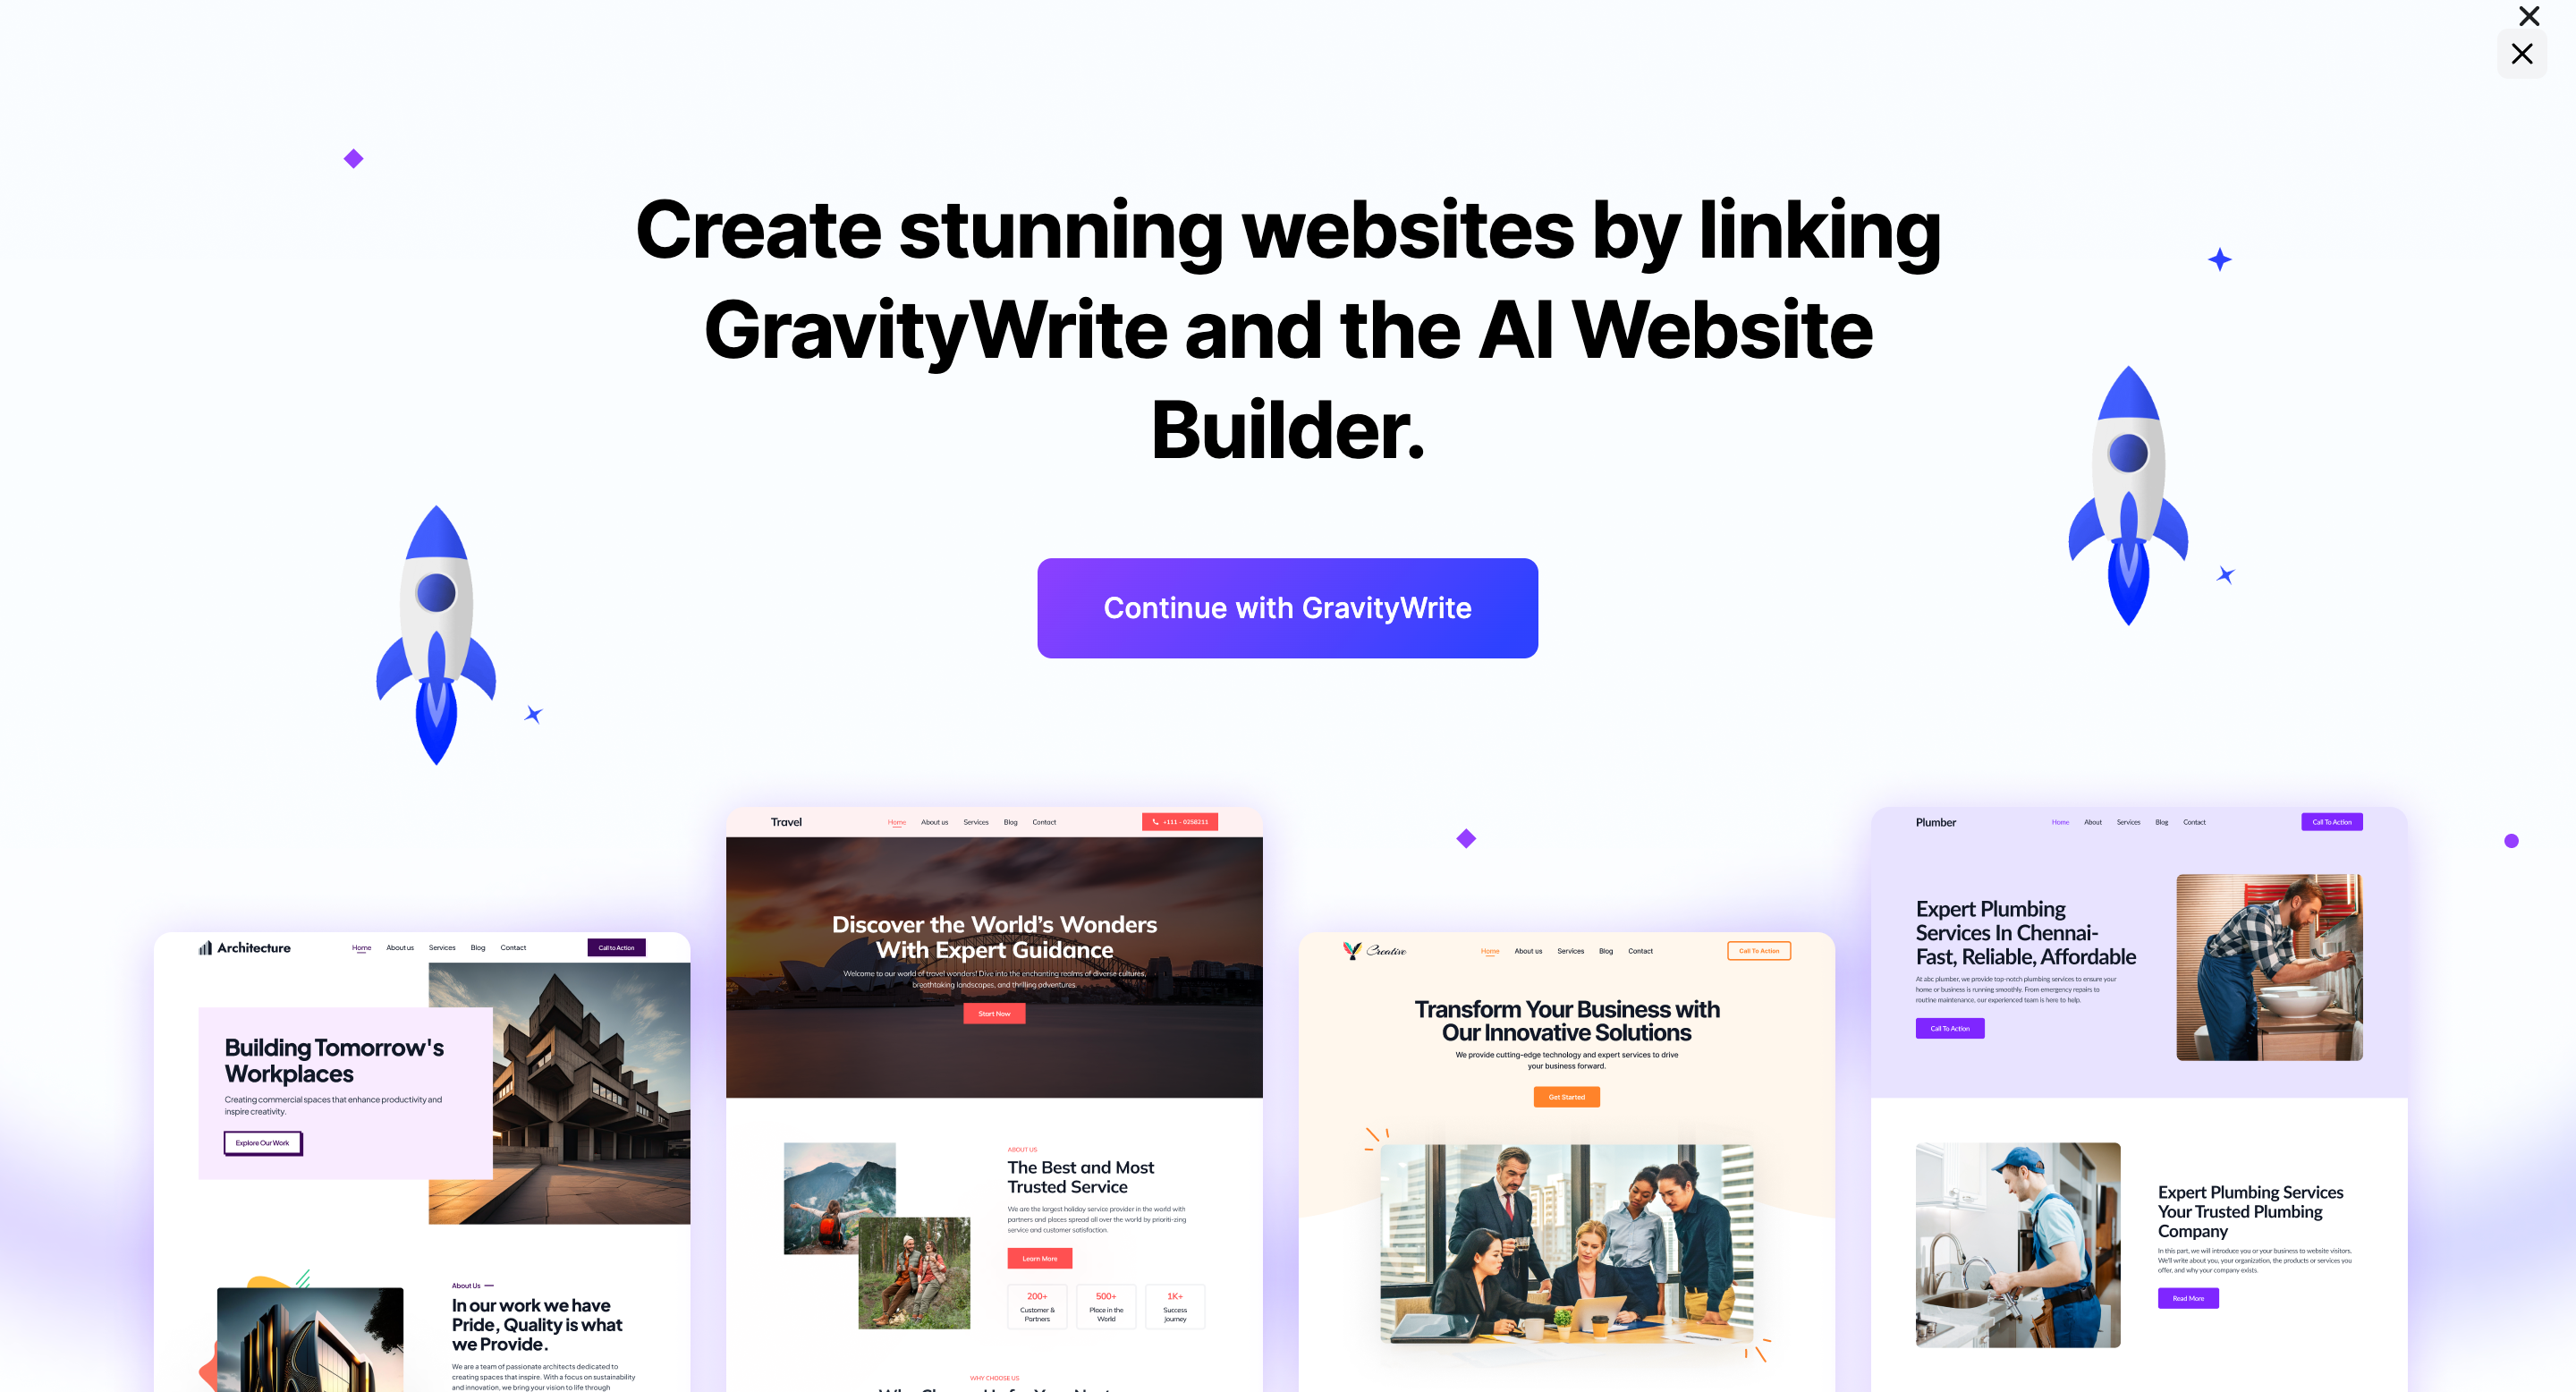 Create stunning websites by linking
GravityWrite and the AI Website
Builder.
Continue with GravityWrite
Architecture
Home About us Services Blog Contact
Call to Action
Building Tomorrow's
Workplaces
Creating commercial spaces that enhance productivity and
inspire creativity.
Explore Our Work
About Us
In our work we have
Pride, Quality is what
we Provide.
We are a team of passionate architects dedicated to
creating spaces that inspire. With a focus on sustainability
and innovation, we bring your vision to life through
Travel
Home About us Services Blog Contact
+111 - 0258211
Discover the World's Wonders
With Expert Guidance
Welcome to our world of travel wonders! Dive into the enchanting realms of diverse cultures,
breathtaking landscapes, and thrilling adventures.
Start Now
ABOUT US
The Best and Most
Trusted Service
We are the largest holiday service provider in the world with
partners and places spread all over the world by prioriti-zing
service and customer satisfaction.
Learn More
200+
Customer &
Partners
500+
Place in the
World
1K+
Success
Journey
WHY CHOOSE US
Creative
Home About us Services Blog Contact
Call To Action
Transform Your Business with
Our Innovative Solutions
We provide cutting-edge technology and expert services to drive
your business forward.
Get Started
Plumber
Home About Services Blog Contact
Call To Action
Expert Plumbing
Services In Chennai-
Fast, Reliable, Affordable
At abc plumber, we provide top-notch plumbing services to ensure your
home or business is running smoothly. From emergency repairs to
routine maintenance, our experienced team is here to help.
Call To Action
Expert Plumbing Services
Your Trusted Plumbing
Company
In this part, we will introduce you or your business to website visitors.
We'll write about you, your organization, the products or services you
offer, and why your company exists.
Read More